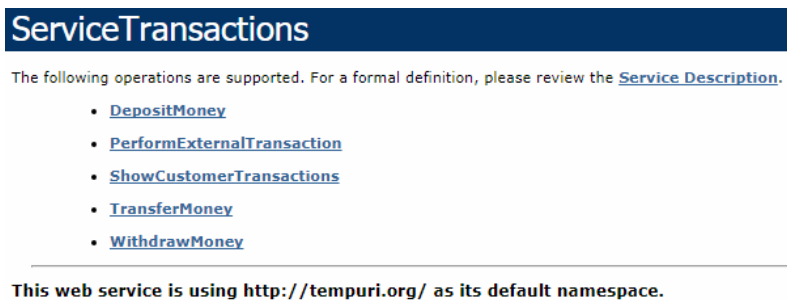 ServiceTransactions
The following operations are supported. For a formal definition, please review the Service Description.
• DepositMoney
• PerformExternalTransaction
• ShowCustomerTransactions
• TransferMoney
• WithdrawMoney
This web service is using http://tempuri.org/ as its default namespace.